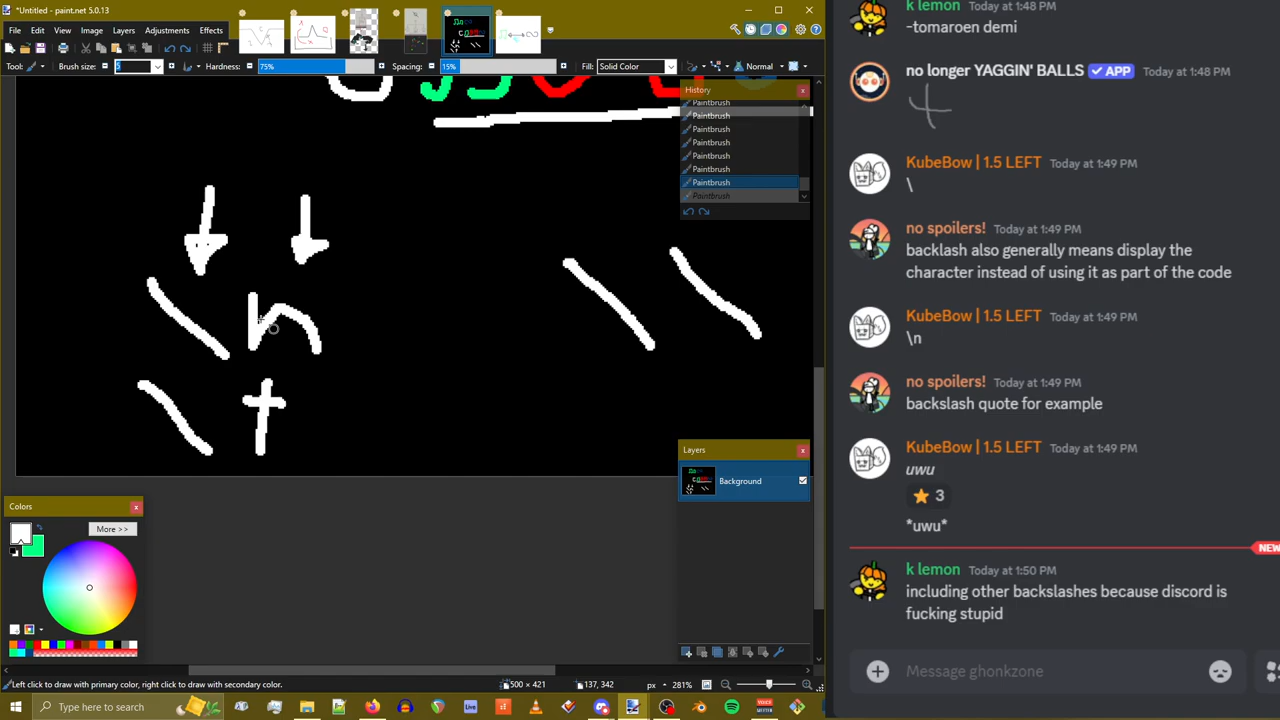 *Untitled - paint.net 5.0.13
File Edit View Image Layers Adjustments Effects
Tool: Brush size: 5 Hardness: 75% Spacing: 15% Fill: Solid Color Normal
History
Paintbrush
Paintbrush
Paintbrush
Paintbrush
Paintbrush
Paintbrush
Paintbrush
Paintbrush
\n \\
\t
Layers
Background
Colors
More >>
Left click to draw with primary color, right click to draw with secondary color.
500 × 421
137, 342
px
281%
Type here to search
Live
k lemon Today at 1:48 PM
-tomaroen demi
no longer YAGGIN' BALLS ✓ APP Today at 1:48 PM
KubeBow | 1.5 LEFT Today at 1:49 PM
\
no spoilers! Today at 1:49 PM
backlash also generally means display the
character instead of using it as part of the code
KubeBow | 1.5 LEFT Today at 1:49 PM
\n
no spoilers! Today at 1:49 PM
backslash quote for example
KubeBow | 1.5 LEFT Today at 1:49 PM
uwu
3
*uwu*
NEW
k lemon Today at 1:50 PM
including other backslashes because discord is
fucking stupid
Message ghonkzone